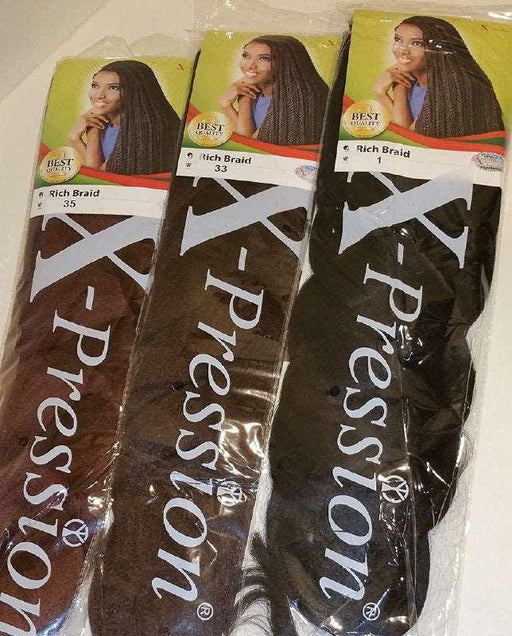 BEST
QUALITY
Rich Braid
35
X-Pression
BEST
QUALITY
Rich Braid
33
X-Pression®
BEST
QUALITY
Rich Braid
1
X-Pression®